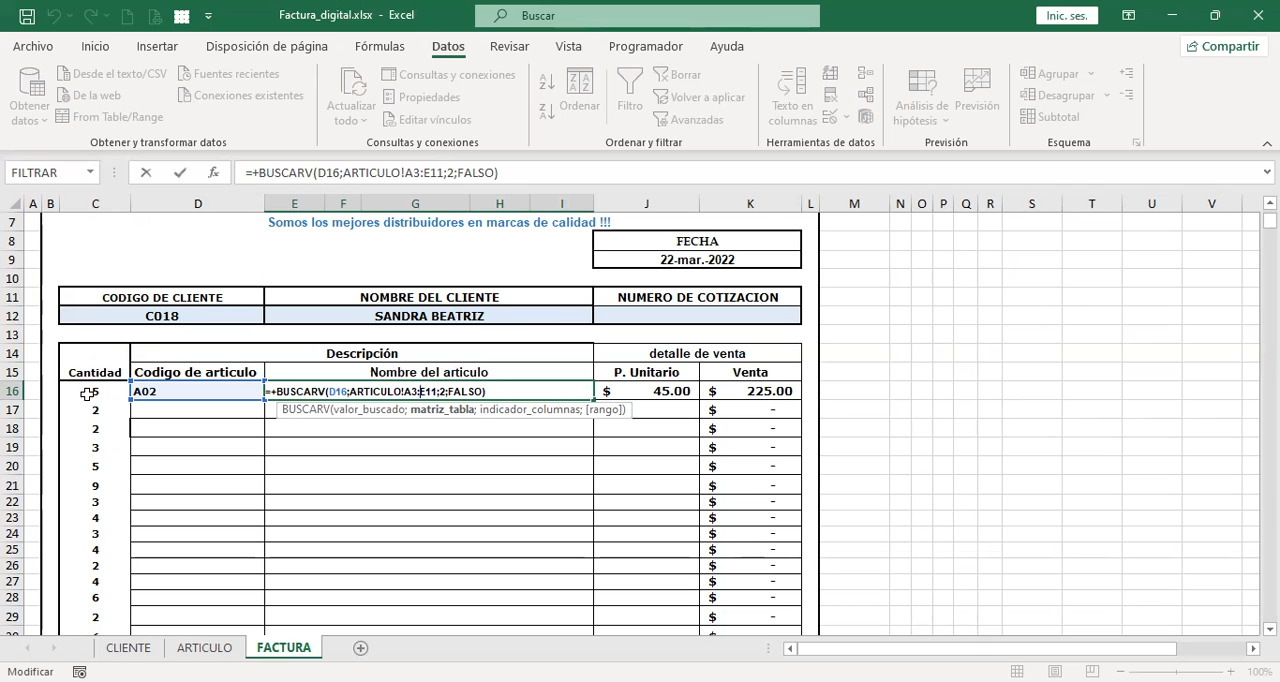 Factura_digital.xlsx - Excel
Buscar
Inic. ses.
Archivo Inicio Insertar Disposición de página Fórmulas Datos Revisar Vista Programador Ayuda
Compartir
Obtener datos
Desde el texto/CSV
De la web
From Table/Range
Fuentes recientes
Conexiones existentes
Obtener y transformar datos
Actualizar todo
Consultas y conexiones
Propiedades
Editar vínculos
Consultas y conexiones
Ordenar
Filtro
Borrar
Volver a aplicar
Avanzadas
Ordenar y filtrar
Texto en columnas
Herramientas de datos
Análisis de hipótesis
Previsión
Previsión
Agrupar
Desagrupar
Subtotal
Esquema
FILTRAR
fx
=+BUSCARV(D16;ARTICULO!A3:E11;2;FALSO)
A B C D E F G H I J K L M N O P Q R S T U V
7 Somos los mejores distribuidores en marcas de calidad !!!
8 FECHA
9 22-mar.-2022
10
11 CODIGO DE CLIENTE NOMBRE DEL CLIENTE NUMERO DE COTIZACION
12 C018 SANDRA BEATRIZ
13
14 Descripción detalle de venta
15 Cantidad Codigo de articulo Nombre del articulo P. Unitario Venta
16 5 A02 =+BUSCARV(D16;ARTICULO!A3:E11;2;FALSO) $ 45.00 $ 225.00
BUSCARV(valor_buscado; matriz_tabla; indicador_columnas; [rango])
17 2 $ -
18 2 $ -
19 3 $ -
20 5 $ -
21 9 $ -
22 3 $ -
23 4 $ -
24 3 $ -
25 4 $ -
26 2 $ -
27 4 $ -
28 6 $ -
29 2 $ -
CLIENTE ARTICULO FACTURA
Modificar
100%